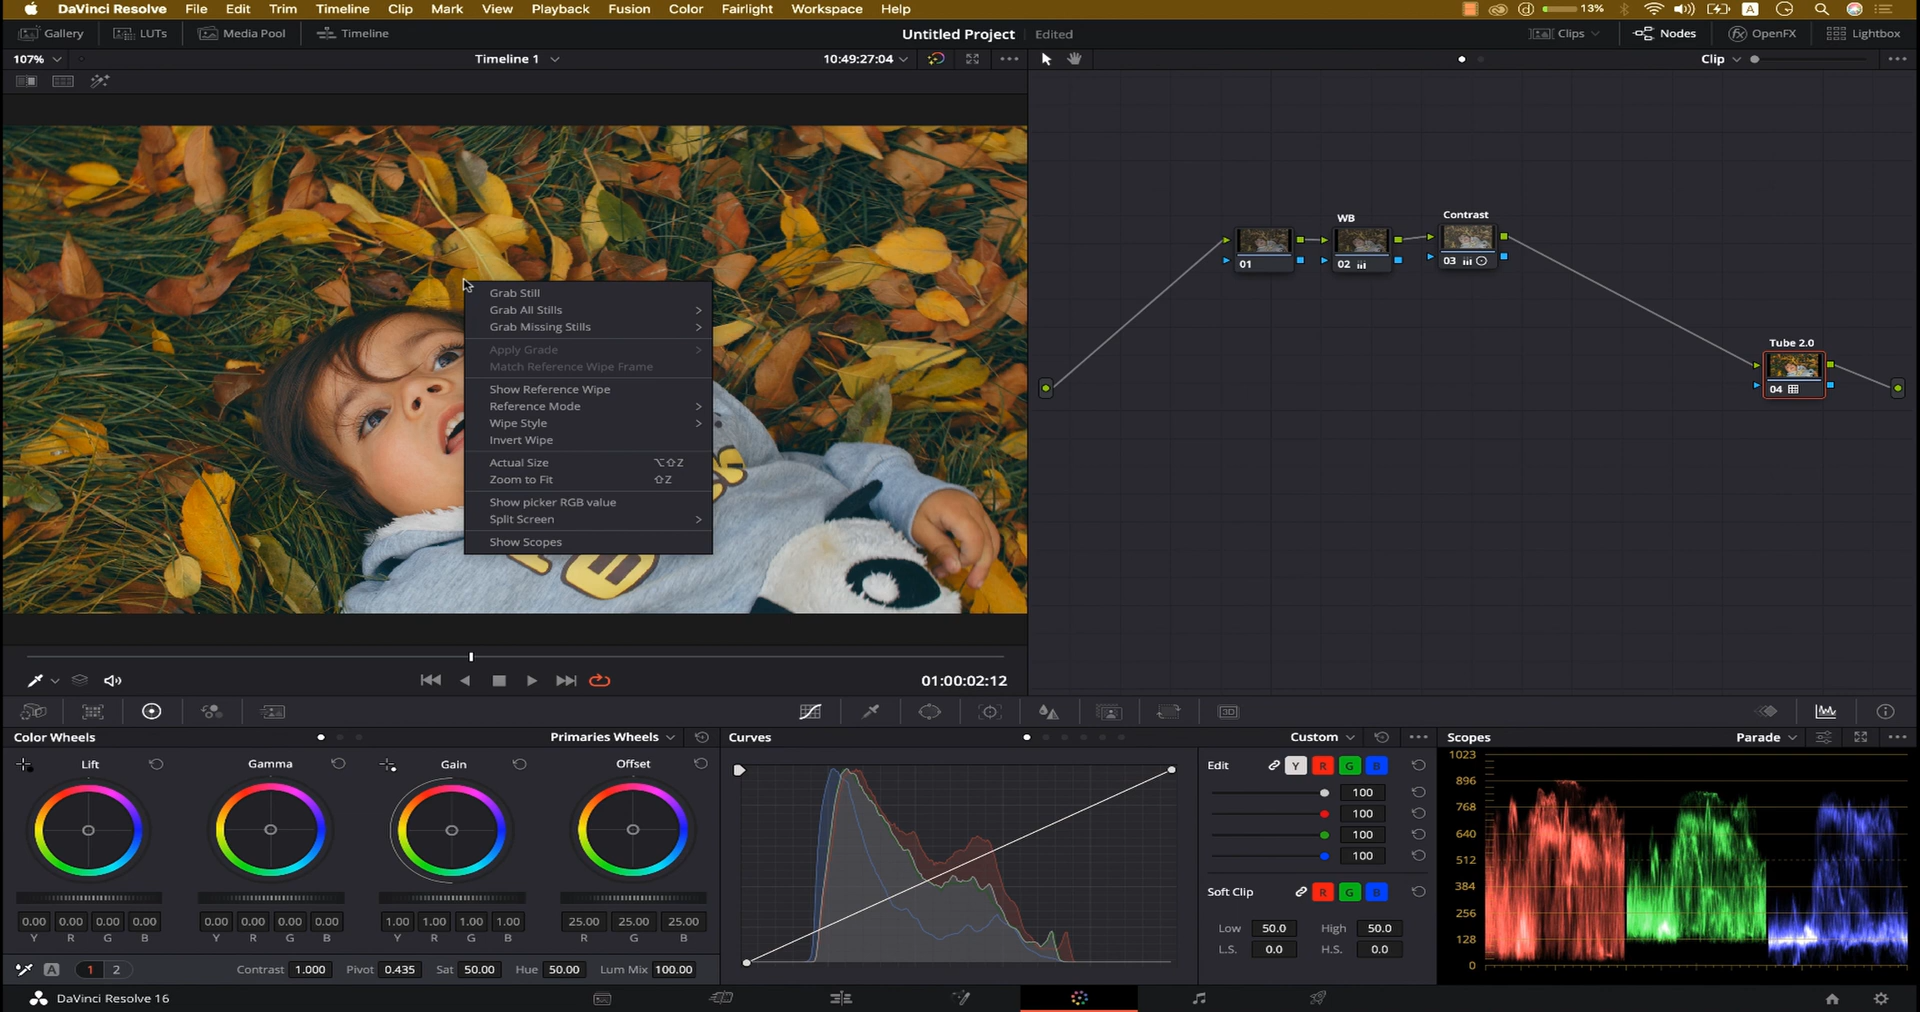 DaVinci Resolve File Edit Trim Timeline Clip Mark View Playback Fusion Color Fairlight Workspace Help 13% A
Gallery LUTs Media Pool Timeline Untitled Project Edited Clips Nodes OpenFX Lightbox
107% Timeline 1 10:49:27:04 Clip
WB Contrast
01 02 03
Tube 2.0
04
Grab Still
Grab All Stills
Grab Missing Stills
Apply Grade
Match Reference Wipe Frame
Show Reference Wipe
Reference Mode
Wipe Style
Invert Wipe
Actual Size ⌥⇧Z
Zoom to Fit ⇧Z
Show picker RGB value
Split Screen
Show Scopes
01:00:02:12
3D
Color Wheels Primaries Wheels Curves Custom Scopes Parade
Lift Gamma Gain Offset
0.00 0.00 0.00 0.00 0.00 0.00 0.00 0.00 1.00 1.00 1.00 1.00 25.00 25.00 25.00
Y R G B Y R G B Y R G B R G B
A 1 2 Contrast 1.000 Pivot 0.435 Sat 50.00 Hue 50.00 Lum Mix 100.00
Edit Y R G B
100
100
100
100
Soft Clip R G B
Low 50.0 High 50.0
L.S. 0.0 H.S. 0.0
1023
896
768
640
512
384
256
128
0
DaVinci Resolve 16